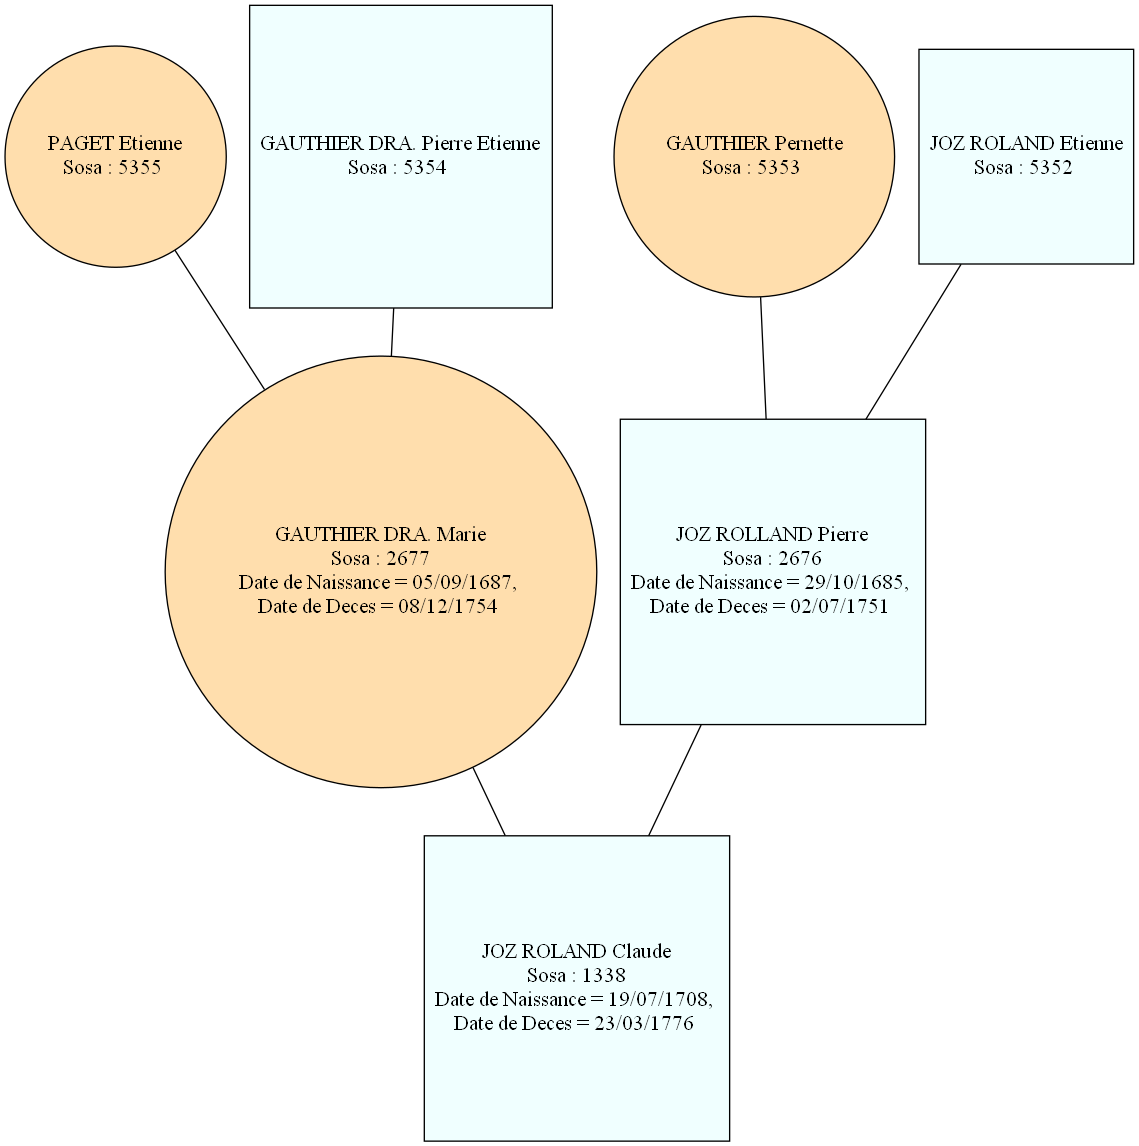 PAGET Etienne
Sosa : 5355
GAUTHIER DRA. Pierre Etienne
Sosa : 5354
GAUTHIER Pernette
Sosa : 5353
JOZ ROLAND Etienne
Sosa : 5352
GAUTHIER DRA. Marie
Sosa : 2677
Date de Naissance = 05/09/1687,
Date de Deces = 08/12/1754
JOZ ROLLAND Pierre
Sosa : 2676
Date de Naissance = 29/10/1685,
Date de Deces = 02/07/1751
JOZ ROLAND Claude
Sosa : 1338
Date de Naissance = 19/07/1708,
Date de Deces = 23/03/1776